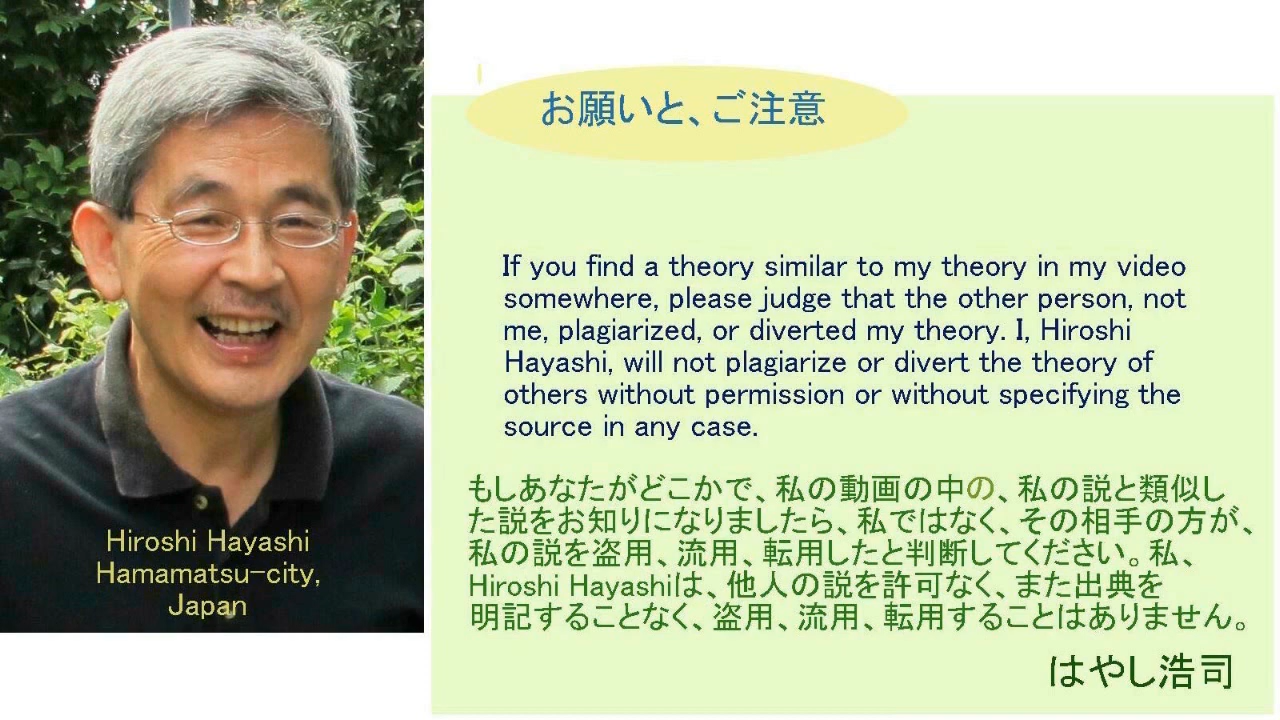 お願いと、ご注意
If you find a theory similar to my theory in my video
somewhere, please judge that the other person, not
me, plagiarized, or diverted my theory. I, Hiroshi
Hayashi, will not plagiarize or divert the theory of
others without permission or without specifying the
source in any case.
もしあなたがどこかで、私の動画の中の、私の説と類似し
た説をお知りになりましたら、私ではなく、その相手の方が、
私の説を盗用、流用、転用したと判断してください。私、
Hiroshi Hayashiは、他人の説を許可なく、また出典を
明記することなく、盗用、流用、転用することはありません。
はやし浩司
Hiroshi Hayashi
Hamamatsu-city,
Japan